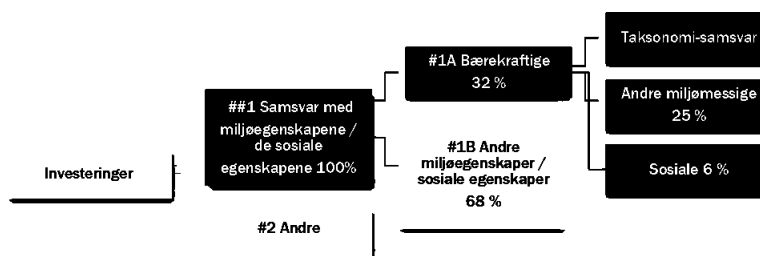 Investeringer
##1 Samsvar med
miljøegenskapene /
de sosiale
egenskapene 100%
#2 Andre
#1A Bærekraftige
32 %
#1B Andre
miljøegenskaper /
sosiale egenskaper
68 %
Taksonomi-samsvar
Andre miljømessige
25 %
Sosiale 6 %